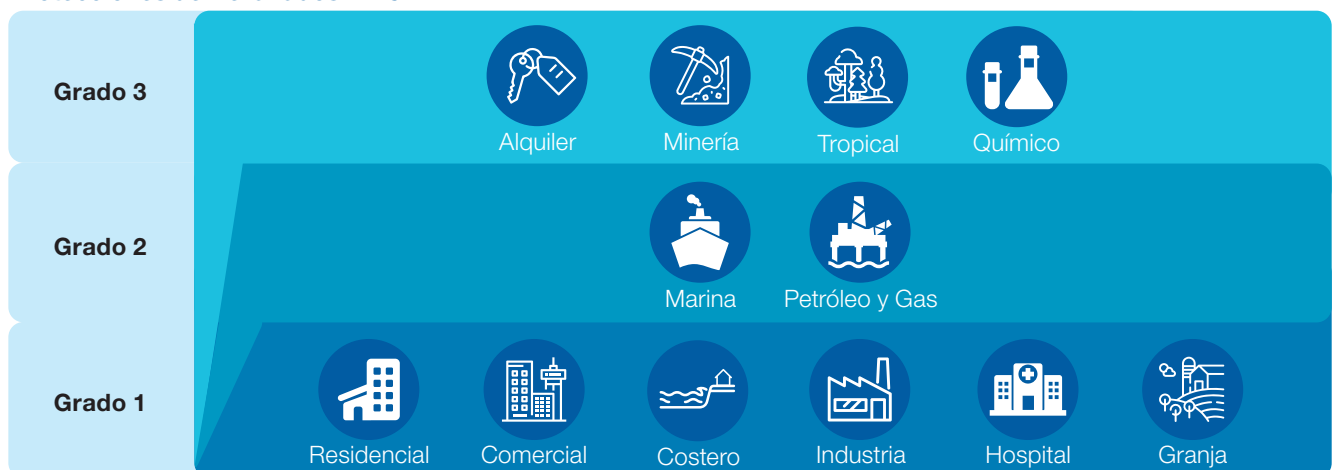 Grado 3
Alquiler
Minería
Tropical
Químico
Grado 2
Marina
Petróleo y Gas
Grado 1
Residencial
Comercial
Costero
Industria
Hospital
Granja